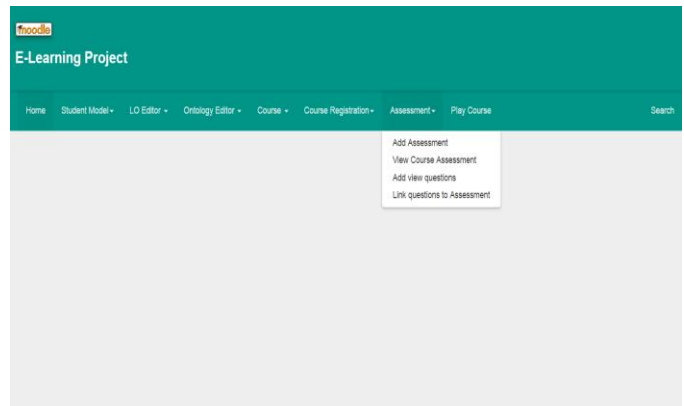 moodle
E-Learning Project
Home Student Model LO Editor Ontology Editor Course Course Registration Assessment Play Course Search
Add Assessment
View Course Assessment
Add view questions
Link questions to Assessment